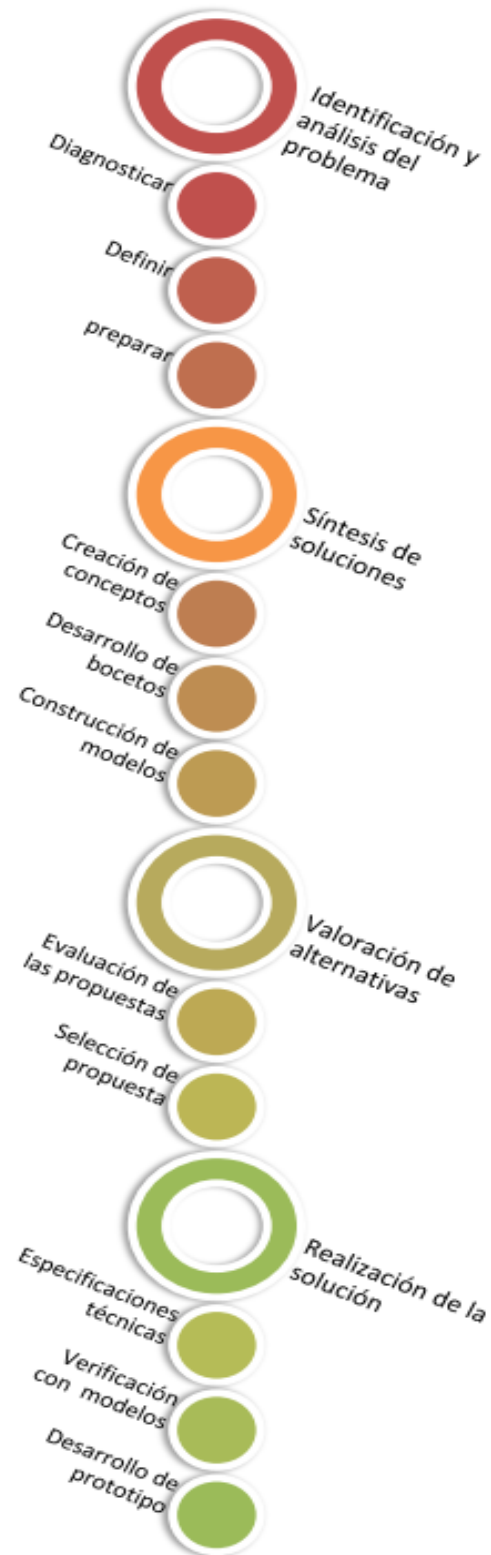 Identificación y
análisis del
problema
Diagnosticar
Definir
preparar
Síntesis de
soluciones
Creación de
conceptos
Desarrollo de
bocetos
Construcción de
modelos
Valoración de
alternativas
Evaluación de
las propuestas
Selección de
propuesta
Realización de la
solución
Especificaciones
técnicas
Verificación
con modelos
Desarrollo de
prototipo